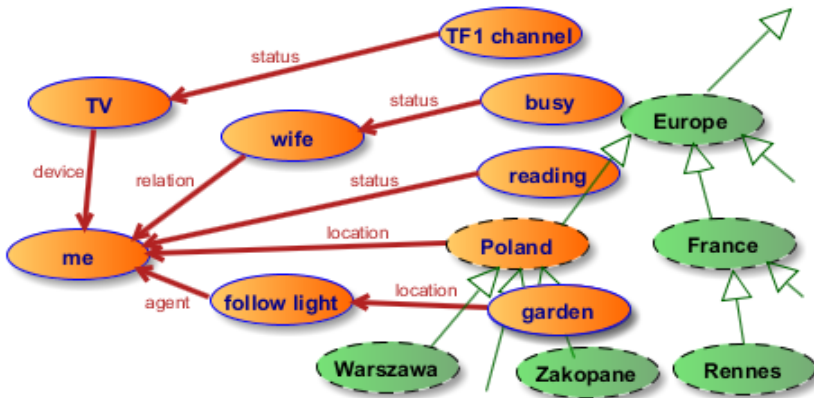 TF1 channel
status
TV
status
busy
wife
Europe
device
relation
status
reading
location
Poland
France
me
agent
follow light
location
garden
Warszawa
Zakopane
Rennes